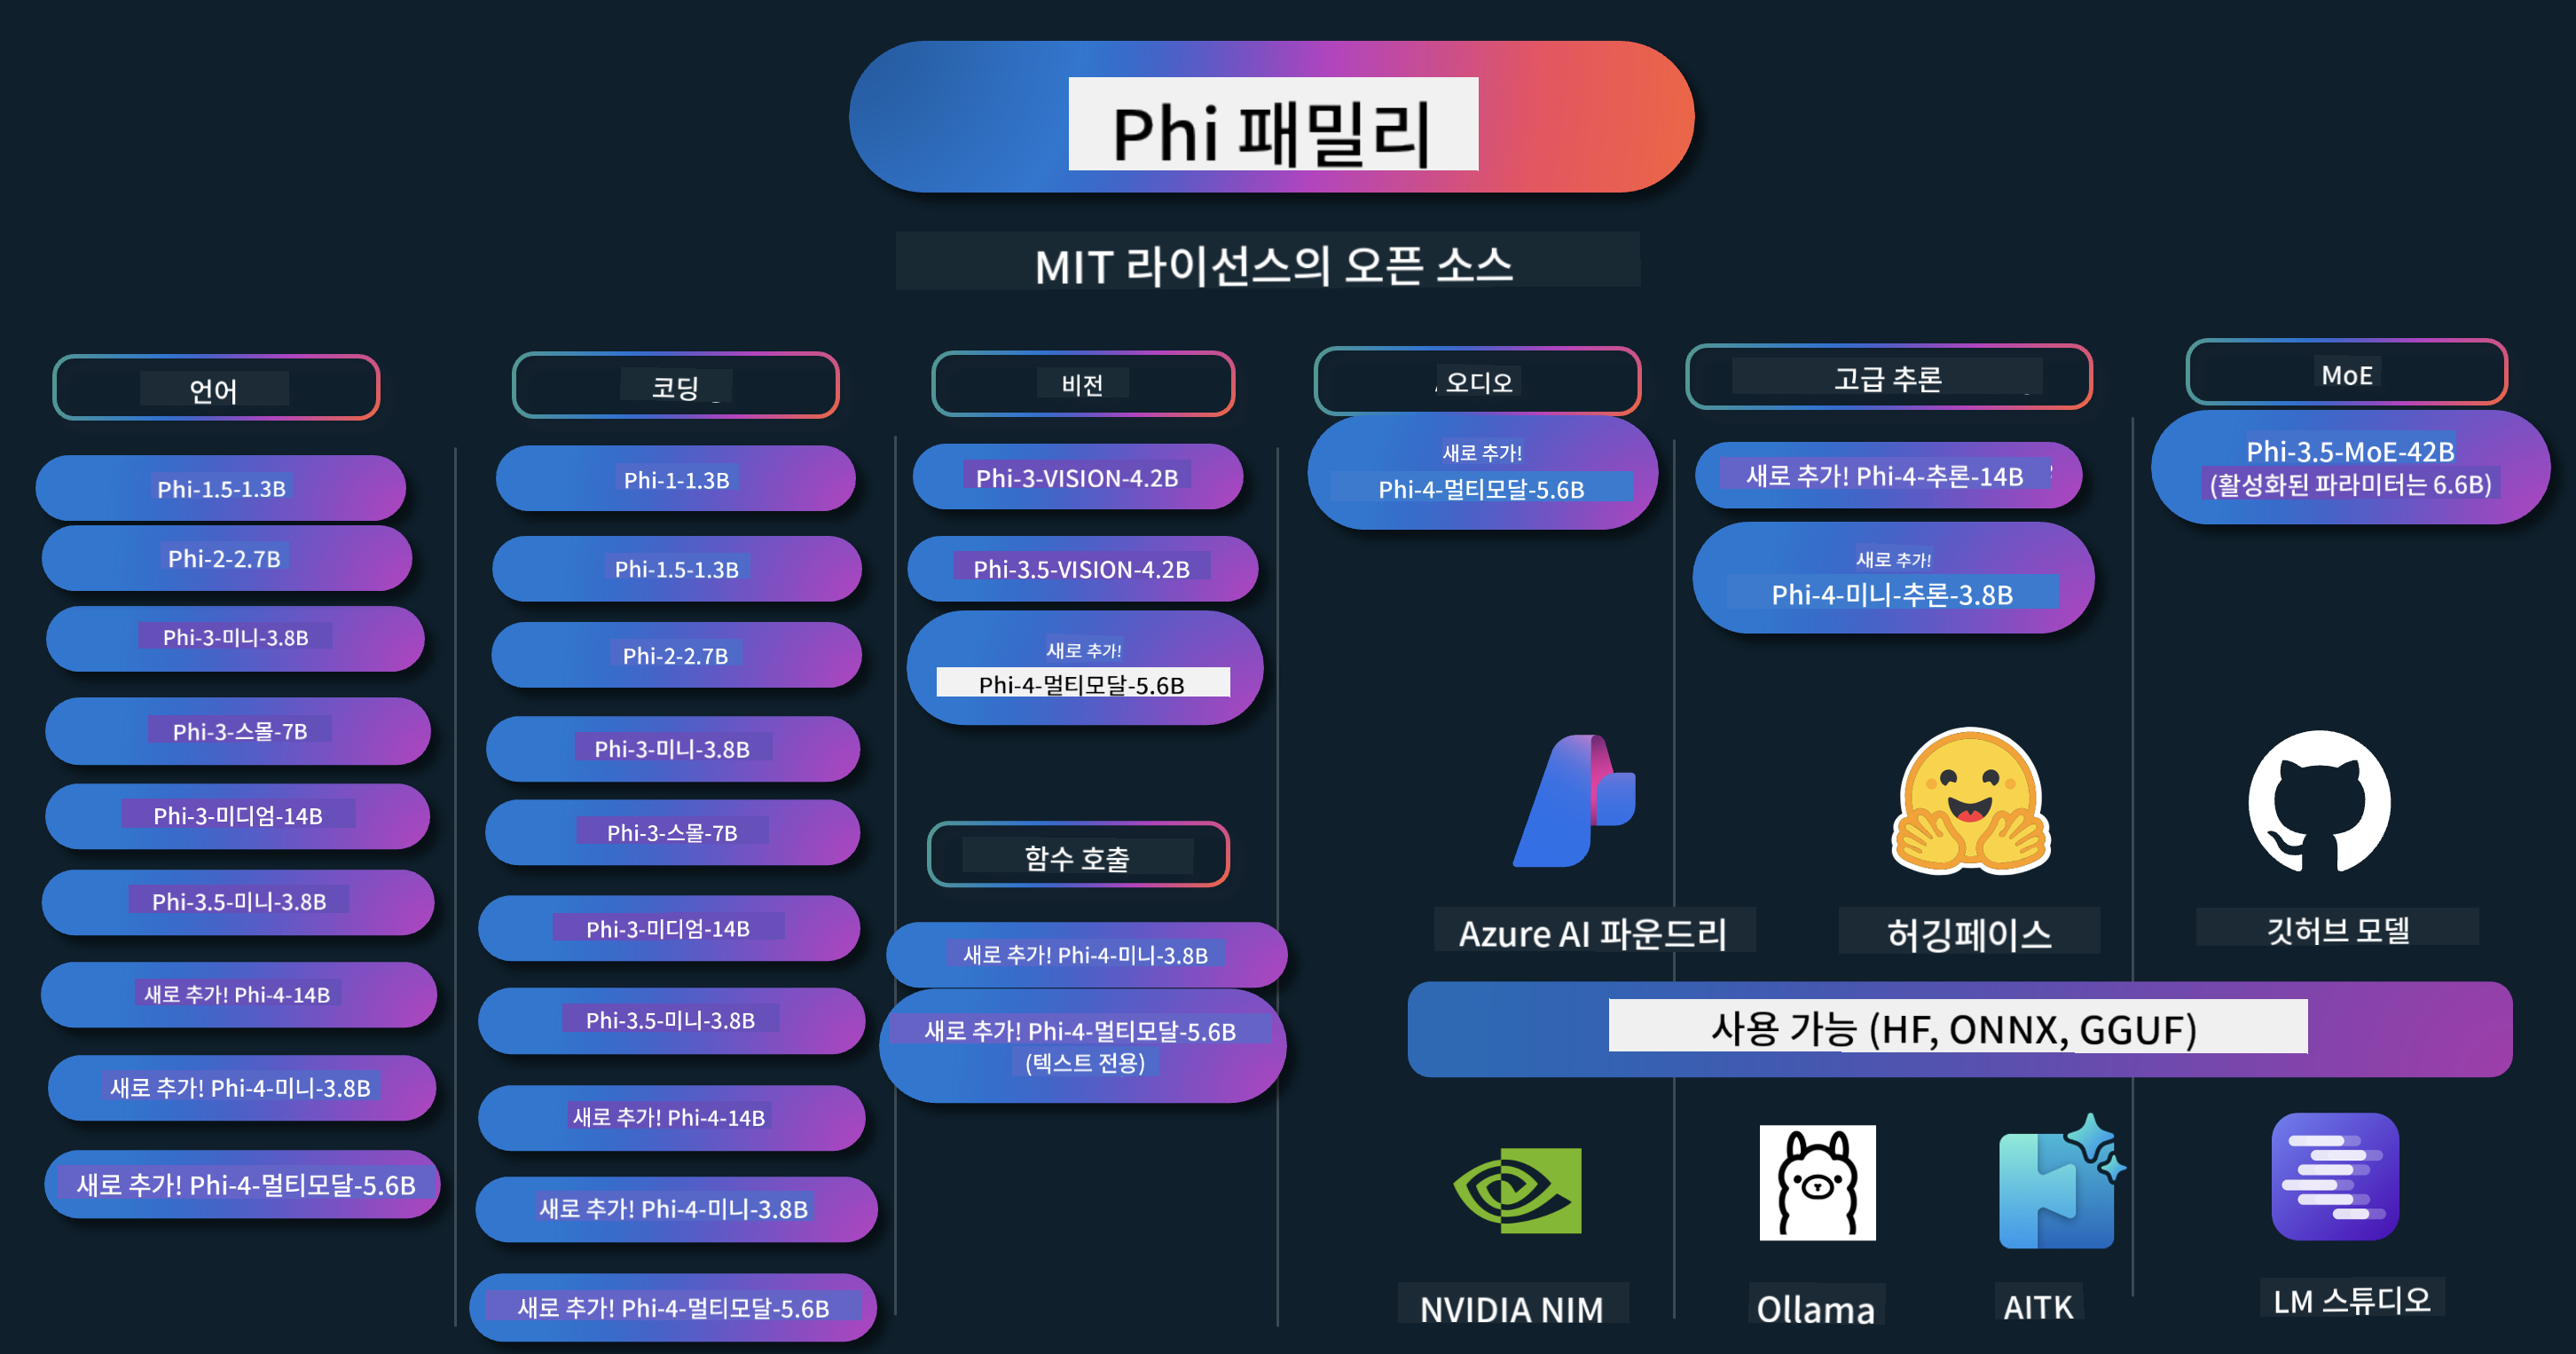 Phi 패밀리
MIT 라이선스의 오픈 소스
언어
Phi-1.5-1.3B
Phi-2-2.7B
Phi-3-미니-3.8B
Phi-3-스몰-7B
Phi-3-미디엄-14B
Phi-3.5-미니-3.8B
새로 추가! Phi-4-14B
새로 추가! Phi-4-미니-3.8B
새로 추가! Phi-4-멀티모달-5.6B
코딩
Phi-1-1.3B
Phi-1.5-1.3B
Phi-2-2.7B
Phi-3-미니-3.8B
Phi-3-스몰-7B
Phi-3-미디엄-14B
Phi-3.5-미니-3.8B
새로 추가! Phi-4-14B
새로 추가! Phi-4-미니-3.8B
새로 추가! Phi-4-멀티모달-5.6B
비전
Phi-3-VISION-4.2B
Phi-3.5-VISION-4.2B
새로 추가!
Phi-4-멀티모달-5.6B
함수 호출
새로 추가! Phi-4-미니-3.8B
새로 추가! Phi-4-멀티모달-5.6B
(텍스트 전용)
오디오
새로 추가!
Phi-4-멀티모달-5.6B
고급 추론
새로 추가! Phi-4-추론-14B
새로 추가!
Phi-4-미니-추론-3.8B
MoE
Phi-3.5-MoE-42B
(활성화된 파라미터는 6.6B)
Azure AI 파운드리
허깅페이스
깃허브 모델
사용 가능 (HF, ONNX, GGUF)
NVIDIA NIM
Ollama
AITK
LM 스튜디오